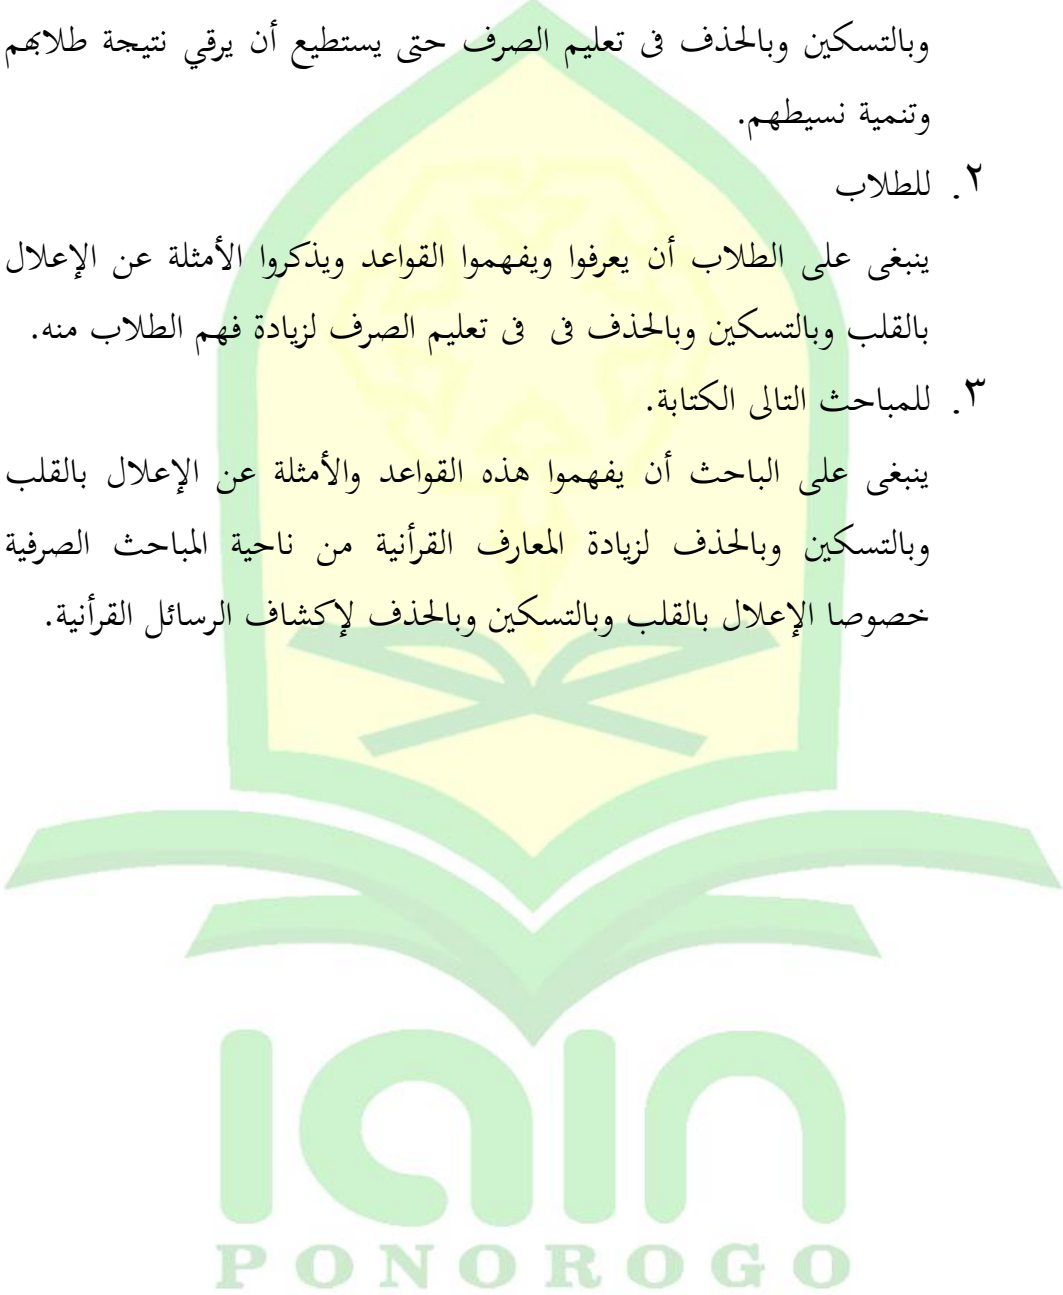 وبالتسكين وبالحذف فى تعليم الصرف حتى يستطيع أن يرقي نتيجة طلابهم
وتنمية نسيطهم.
٢. للطلاب
ينبغى على الطلاب أن يعرفوا ويفهموا القواعد ويذكروا الأمثلة عن الإعلال
بالقلب وبالتسكين وبالحذف فى فى تعليم الصرف لزيادة فهم الطلاب منه.
٣. للمباحث التالى الكتابة.
ينبغى على الباحث أن يفهموا هذه القواعد والأمثلة عن الإعلال بالقلب
وبالتسكين وبالحذف لزيادة المعارف القرأنية من ناحية المباحث الصرفية
خصوصا الإعلال بالقلب وبالتسكين وبالحذف لإكشاف الرسائل القرأنية.
iain
PONOROGO